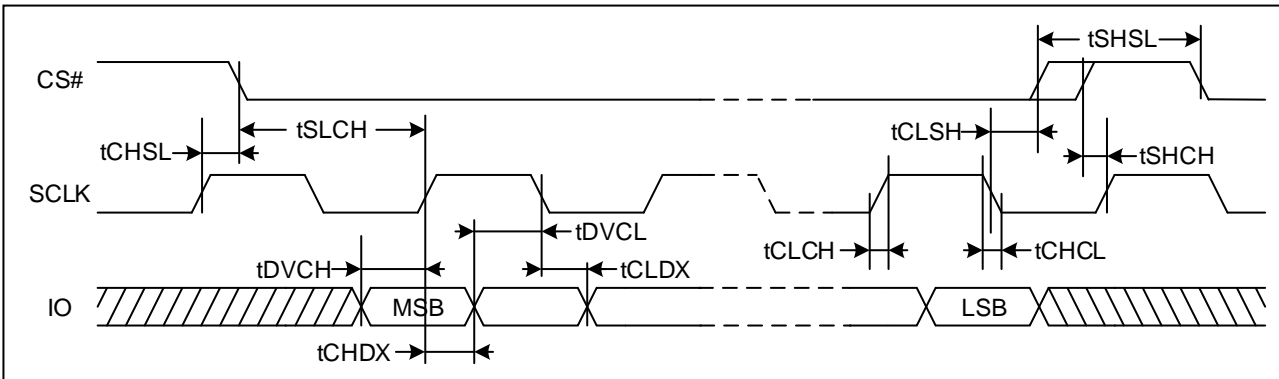 tSHSL
CS#
tSLCH
tCLSH
tCHSL
tSHCH
SCLK
tDVCL
tCLCH
tCHCL
tDVCH
tCLDX
IO
MSB
LSB
tCHDX